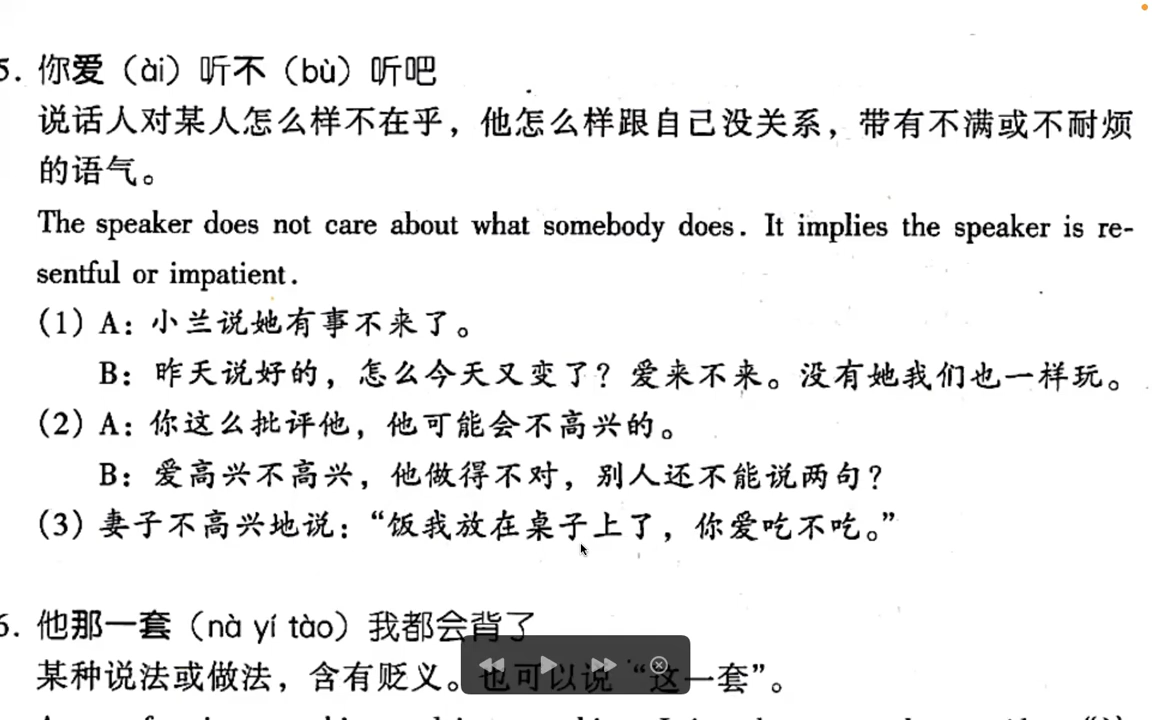 5. 你爱（ài）听不（bù）听吧
说话人对某人怎么样不在乎，他怎么样跟自己没关系，带有不满或不耐烦
的语气。
The speaker does not care about what somebody does. It implies the speaker is re-
sentful or impatient.
(1) A：小兰说她有事不来了。
B：昨天说好的，怎么今天又变了？爱来不来。没有她我们也一样玩。
(2) A：你这么批评他，他可能会不高兴的。
B：爱高兴不高兴，他做得不对，别人还不能说两句？
(3) 妻子不高兴地说：“饭我放在桌子上了，你爱吃不吃。”
6. 他那一套（nà yí tào）我都会背了
某种说法或做法，含有贬义。也可以说“这一套”。